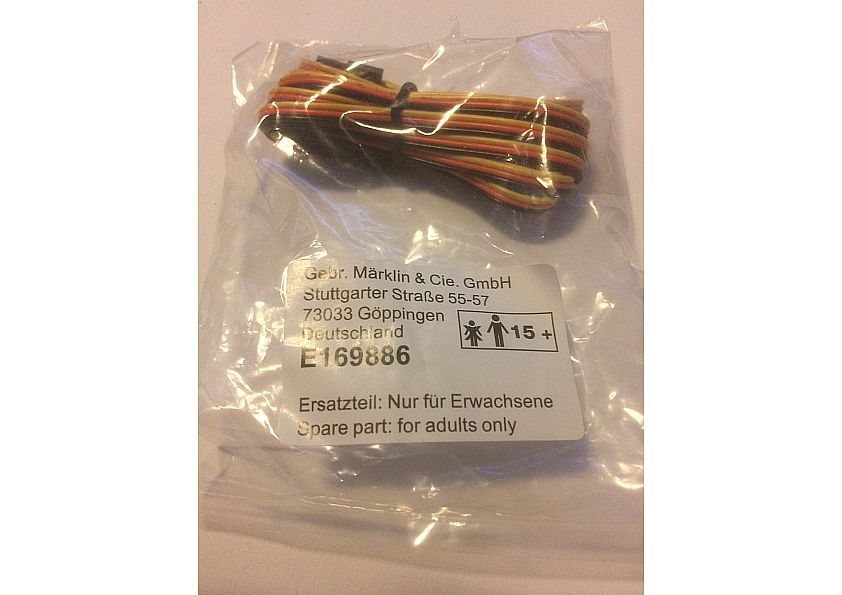 Gebr. Märklin & Cie. GmbH
Stuttgarter Straße 55-57
73033 Göppingen
Deutschland
15 +
E169886
Ersatzteil: Nur für Erwachsene
Spare part: for adults only